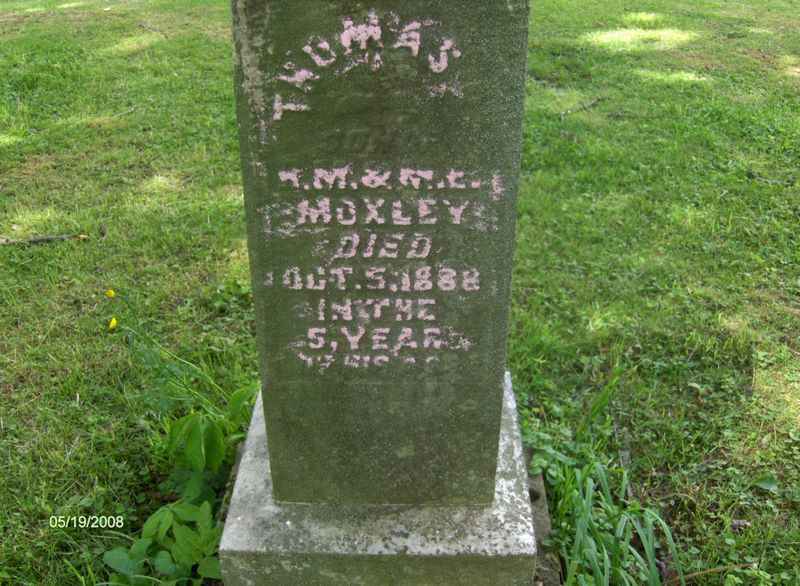 THOMAS
MOXLEY
DIED
OCT. 5, 1888
IN THE
5, YEAR
05/19/2008